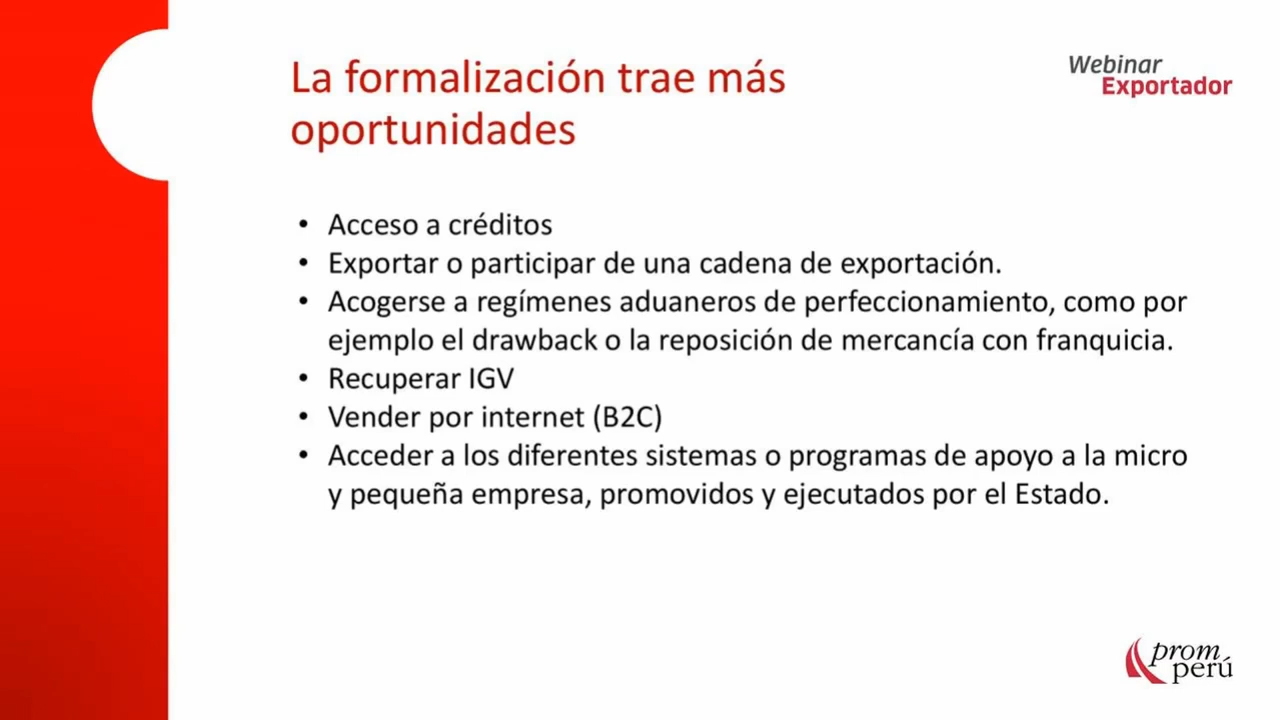 La formalización trae más
oportunidades
Webinar
Exportador
• Acceso a créditos
• Exportar o participar de una cadena de exportación.
• Acogerse a regímenes aduaneros de perfeccionamiento, como por
ejemplo el drawback o la reposición de mercancía con franquicia.
• Recuperar IGV
• Vender por internet (B2C)
• Acceder a los diferentes sistemas o programas de apoyo a la micro
y pequeña empresa, promovidos y ejecutados por el Estado.
prom
perú